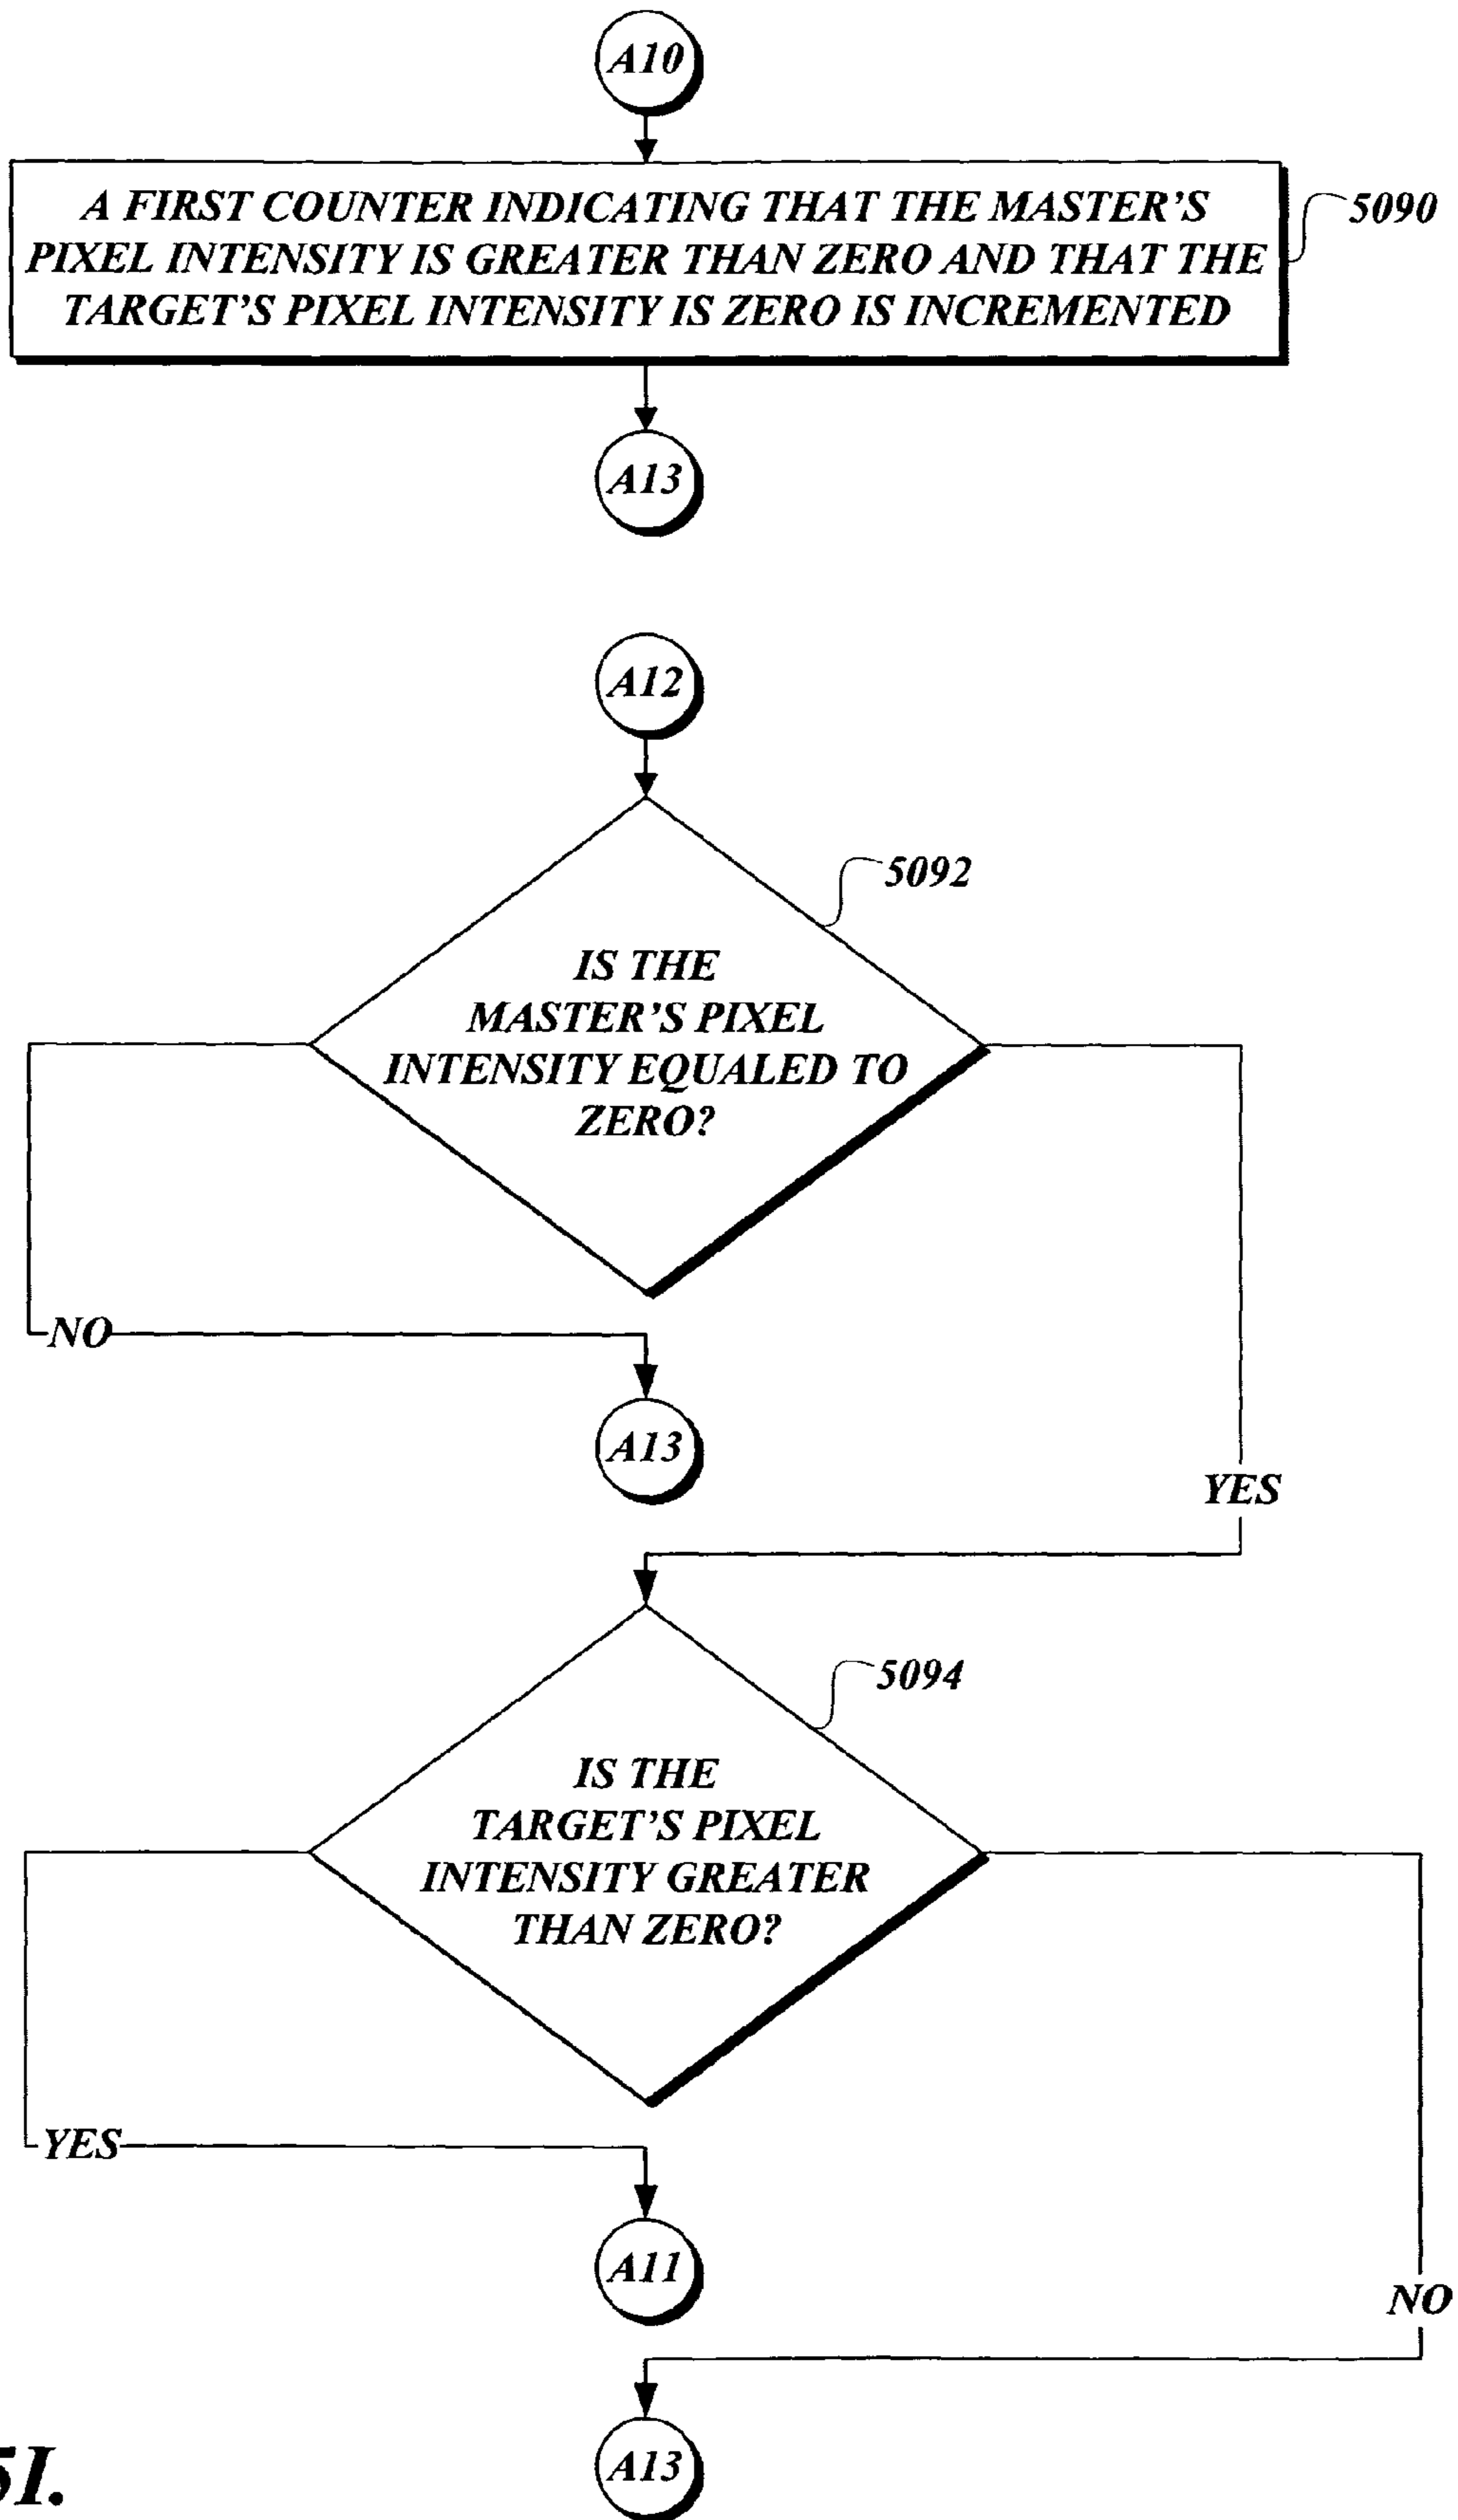 A10
A FIRST COUNTER INDICATING THAT THE MASTER'S
PIXEL INTENSITY IS GREATER THAN ZERO AND THAT THE
TARGET'S PIXEL INTENSITY IS ZERO IS INCREMENTED
5090
A13
A12
5092
IS THE
MASTER'S PIXEL
INTENSITY EQUALED TO
ZERO?
NO
A13
YES
5094
IS THE
TARGET'S PIXEL
INTENSITY GREATER
THAN ZERO?
YES
A11
NO
A13
5I.